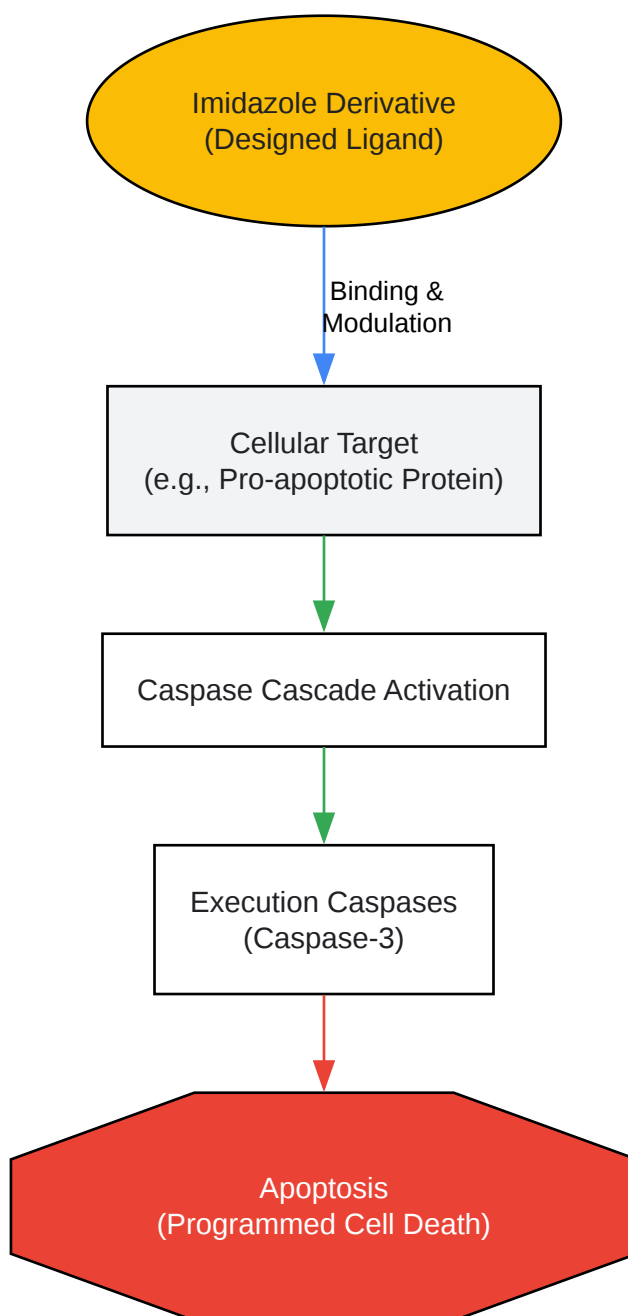 Imidazole Derivative
(Designed Ligand)
Binding &
Modulation
Cellular Target
(e.g., Pro-apoptotic Protein)
Caspase Cascade Activation
Execution Caspases
(Caspase-3)
Apoptosis
(Programmed Cell Death)